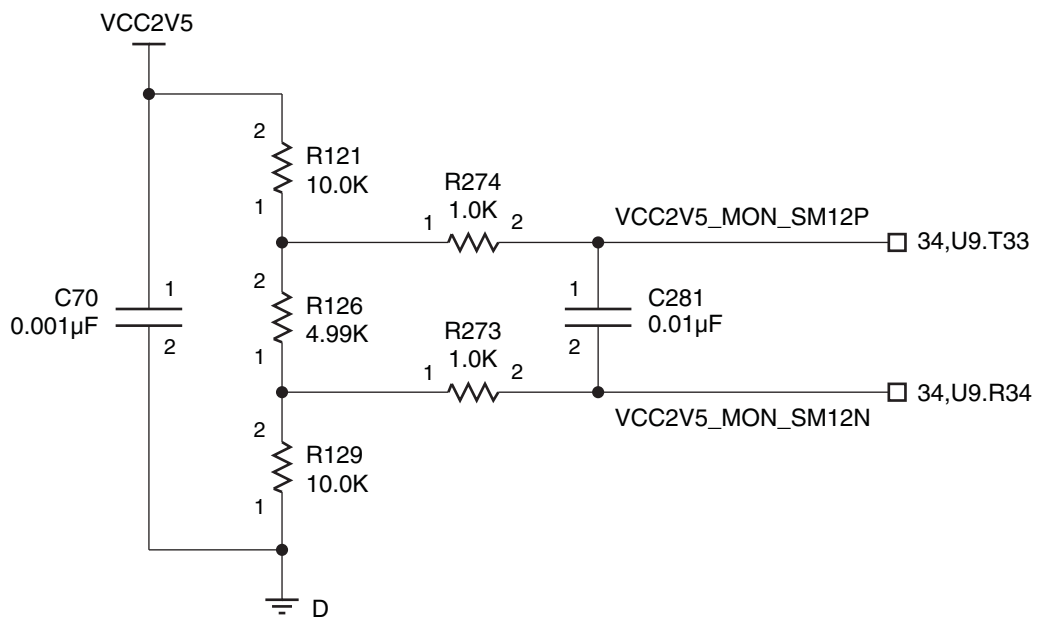 VCC2V5
2
R121
10.0K
1
R274
1.0K
1
2
VCC2V5_MON_SM12P
34,U9.T33
C70
0.001µF
1
2
2
R126
4.99K
1
R273
1.0K
1
2
1
C281
0.01µF
2
34,U9.R34
VCC2V5_MON_SM12N
2
R129
10.0K
1
D